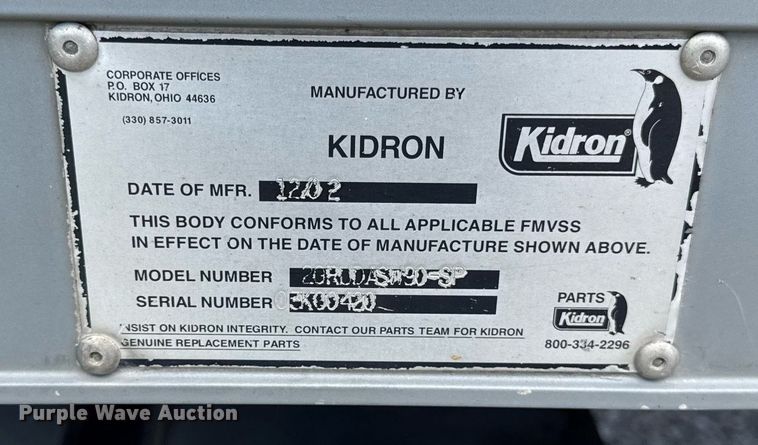 CORPORATE OFFICES
P.O. BOX 17
KIDRON, OHIO 44636
(330) 857-3011
MANUFACTURED BY
KIDRON
Kidron®
DATE OF MFR. 12/02
THIS BODY CONFORMS TO ALL APPLICABLE FMVSS
IN EFFECT ON THE DATE OF MANUFACTURE SHOWN ABOVE.
MODEL NUMBER
SERIAL NUMBER
PARTS
Kidron
800-334-2296
INSIST ON KIDRON INTEGRITY. CONTACT OUR PARTS TEAM FOR KIDRON
GENUINE REPLACEMENT PARTS
Purple Wave Auction